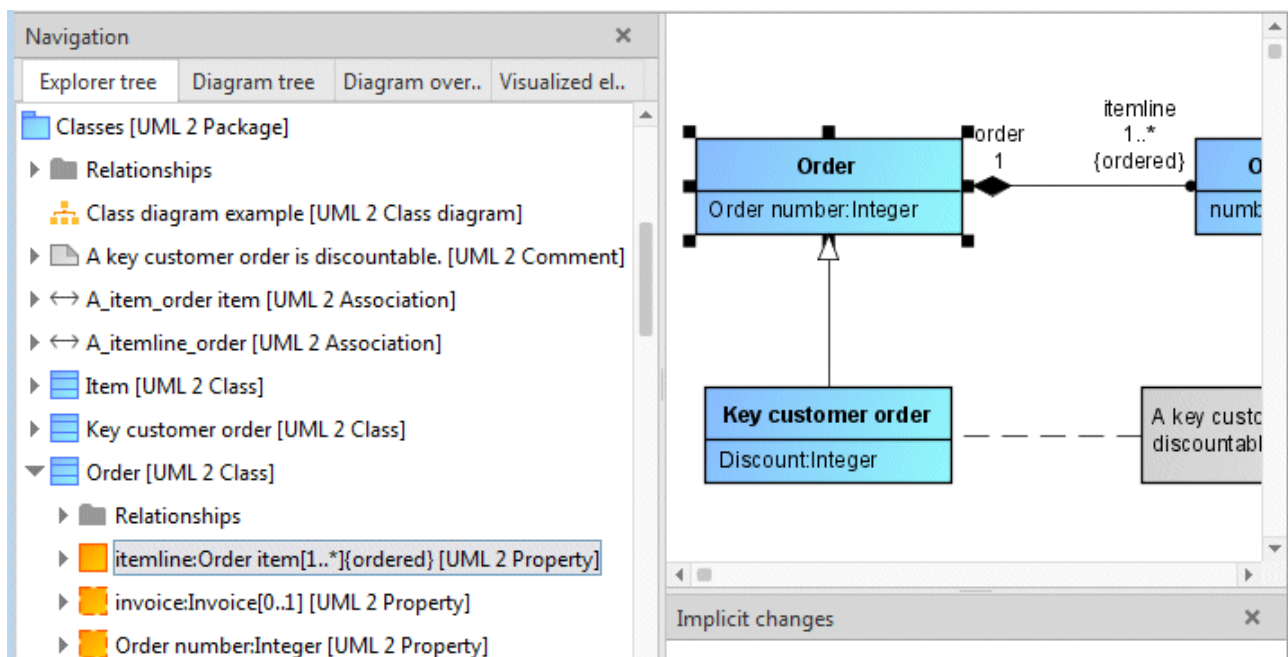 Navigation
Explorer tree
Diagram tree
Diagram over..
Visualized el..
Classes [UML 2 Package]
Relationships
Class diagram example [UML 2 Class diagram]
A key customer order is discountable. [UML 2 Comment]
A_item_order item [UML 2 Association]
A_itemline_order [UML 2 Association]
Item [UML 2 Class]
Key customer order [UML 2 Class]
Order [UML 2 Class]
Relationships
itemline:Order item[1..*]{ordered} [UML 2 Property]
invoice:Invoice[0..1] [UML 2 Property]
Order number:Integer [UML 2 Property]
itemline
order
1..*
1
{ordered}
Order
O
Order number:Integer
numb
Key customer order
Discount:Integer
A key custo
discountabl
Implicit changes